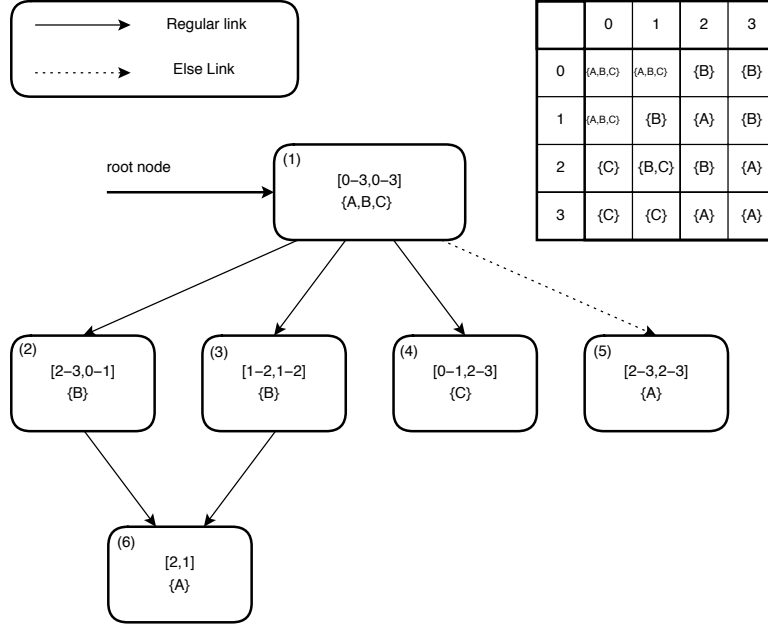 Regular link
Else Link
0 1 2 3
0 {A,B,C} {A,B,C} {B} {B}
1 {A,B,C} {B} {A} {B}
2 {C} {B,C} {B} {A}
3 {C} {C} {A} {A}
root node
(1)
[0−3,0−3]
{A,B,C}
(2)
[2−3,0−1]
{B}
(3)
[1−2,1−2]
{B}
(4)
[0−1,2−3]
{C}
(5)
[2−3,2−3]
{A}
(6)
[2,1]
{A}